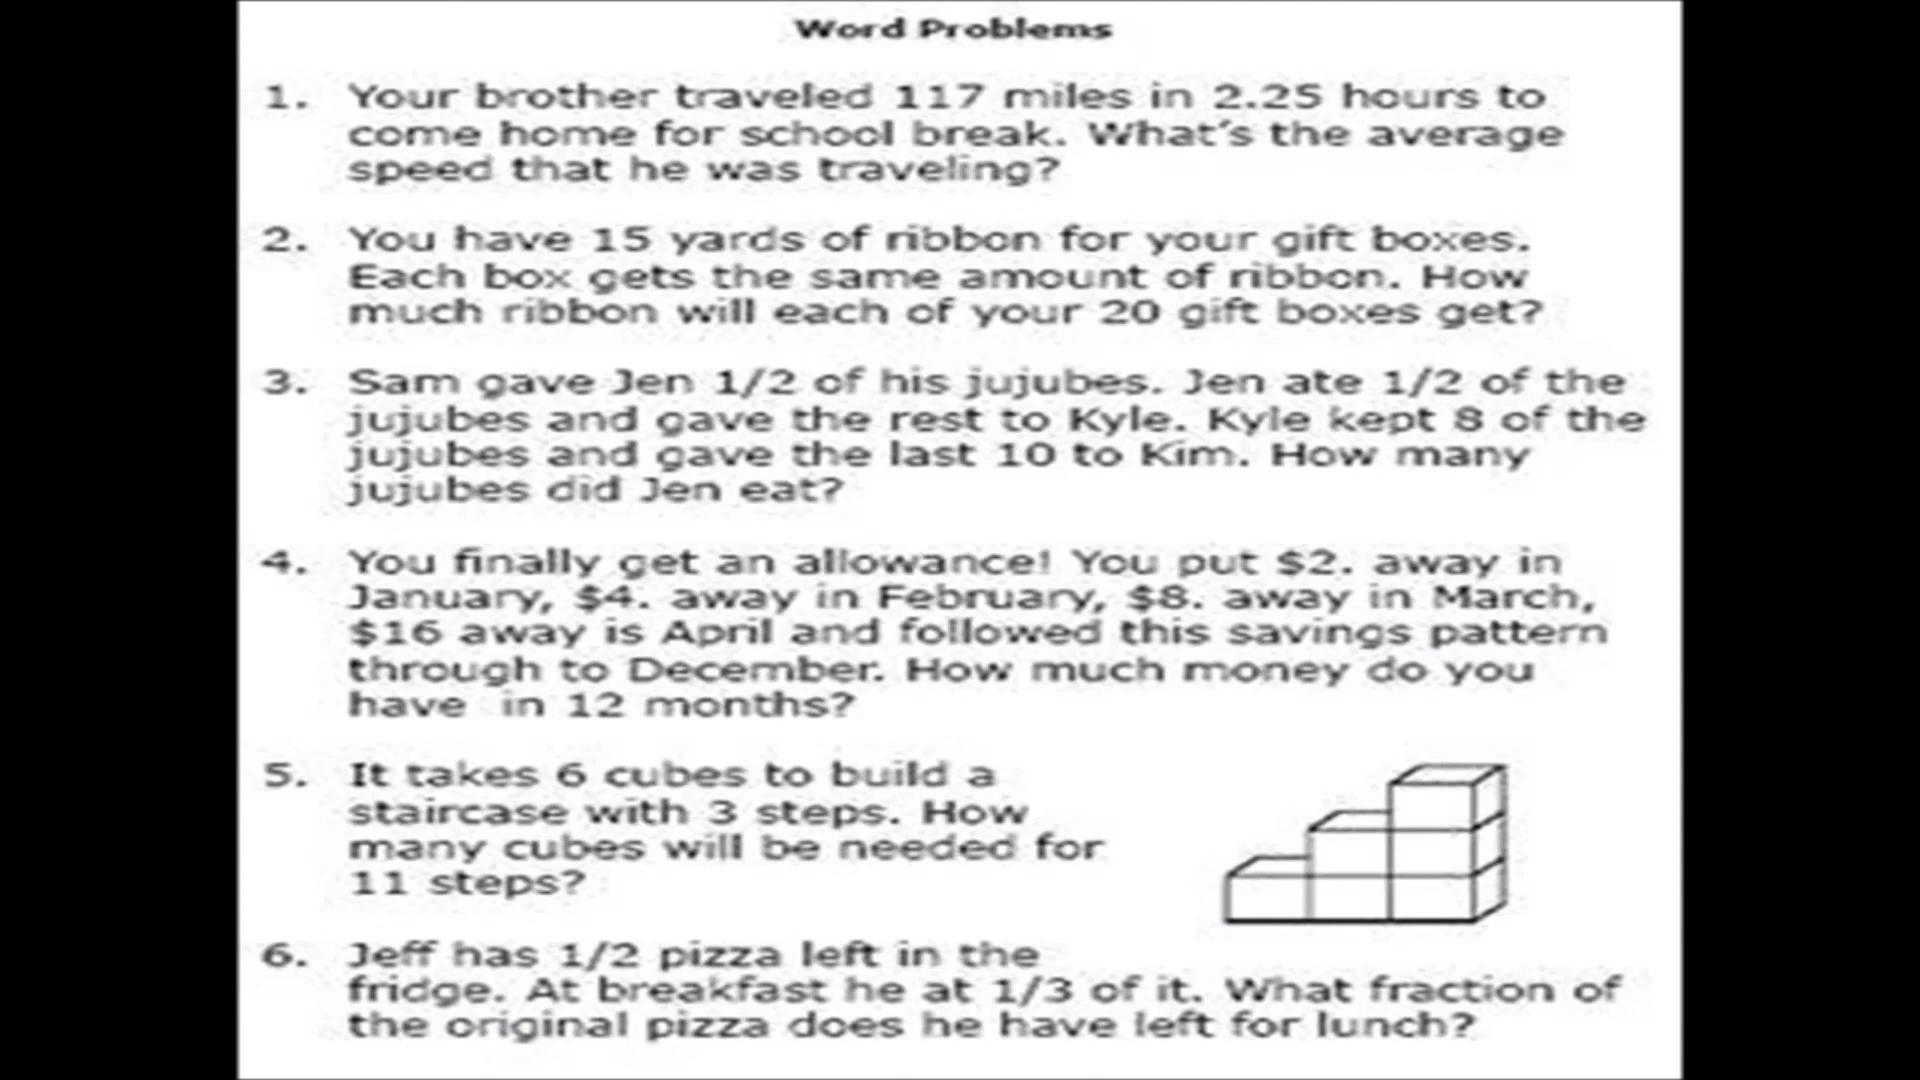 Word Problems
1. Your brother traveled 117 miles in 2.25 hours to
come home for school break. What's the average
speed that he was traveling?
2. You have 15 yards of ribbon for your gift boxes.
Each box gets the same amount of ribbon. How
much ribbon will each of your 20 gift boxes get?
3. Sam gave Jen 1/2 of his jujubes. Jen ate 1/2 of the
jujubes and gave the rest to Kyle. Kyle kept 8 of the
jujubes and gave the last 10 to Kim. How many
jujubes did Jen eat?
4. You finally get an allowance! You put $2. away in
January, $4. away in February, $8. away in March,
$16 away is April and followed this savings pattern
through to December. How much money do you
have in 12 months?
5. It takes 6 cubes to build a
staircase with 3 steps. How
many cubes will be needed for
11 steps?
6. Jeff has 1/2 pizza left in the
fridge. At breakfast he at 1/3 of it. What fraction of
the original pizza does he have left for lunch?